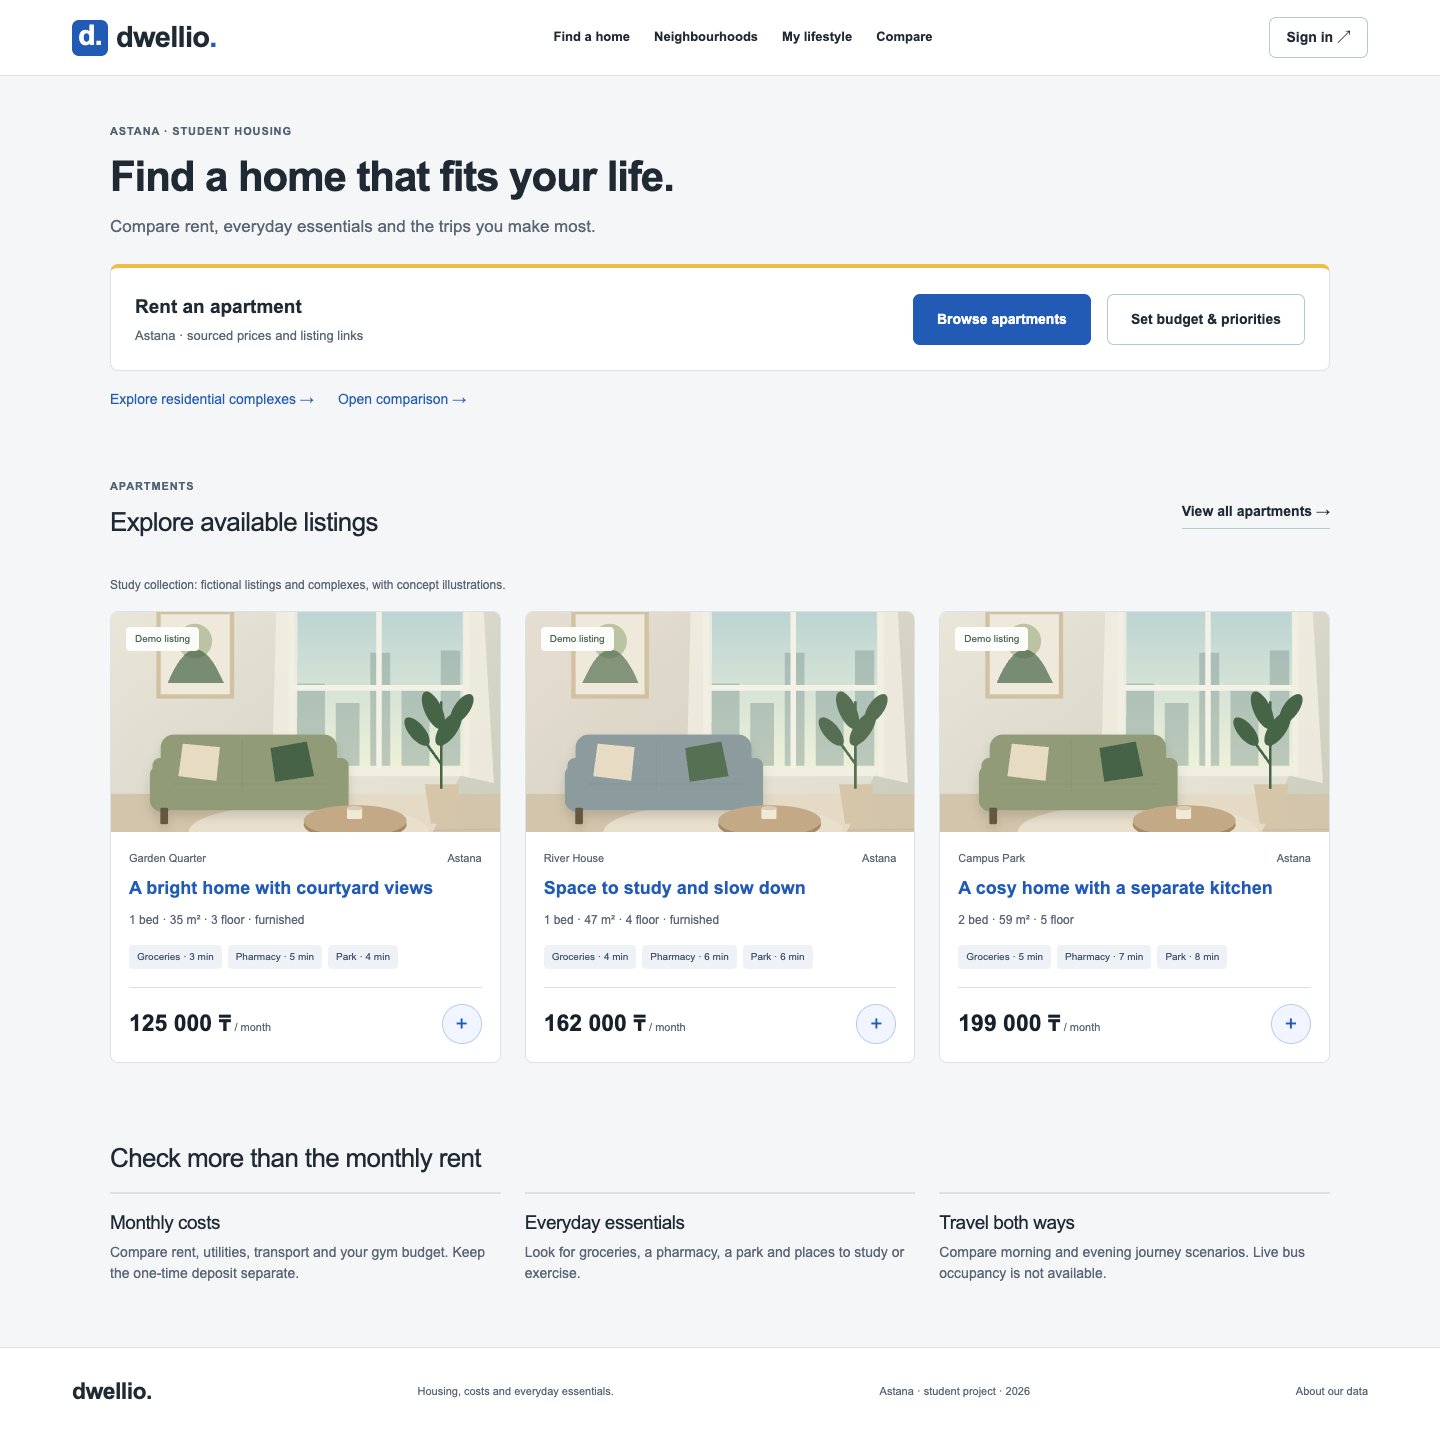 d. dwellio.
Find a home
Neighbourhoods
My lifestyle
Compare
Sign in ↗
ASTANA · STUDENT HOUSING
Find a home that fits your life.
Compare rent, everyday essentials and the trips you make most.
Rent an apartment
Astana · sourced prices and listing links
Browse apartments
Set budget & priorities
Explore residential complexes →
Open comparison →
APARTMENTS
Explore available listings
View all apartments →
Study collection: fictional listings and complexes, with concept illustrations.
Demo listing
Garden Quarter
Astana
A bright home with courtyard views
1 bed · 35 m² · 3 floor · furnished
Groceries · 3 min
Pharmacy · 5 min
Park · 4 min
125 000 ₸ / month
+
Demo listing
River House
Astana
Space to study and slow down
1 bed · 47 m² · 4 floor · furnished
Groceries · 4 min
Pharmacy · 6 min
Park · 6 min
162 000 ₸ / month
+
Demo listing
Campus Park
Astana
A cosy home with a separate kitchen
2 bed · 59 m² · 5 floor
Groceries · 5 min
Pharmacy · 7 min
Park · 8 min
199 000 ₸ / month
+
Check more than the monthly rent
Monthly costs
Compare rent, utilities, transport and your gym budget. Keep
the one-time deposit separate.
Everyday essentials
Look for groceries, a pharmacy, a park and places to study or
exercise.
Travel both ways
Compare morning and evening journey scenarios. Live bus
occupancy is not available.
dwellio.
Housing, costs and everyday essentials.
Astana · student project · 2026
About our data